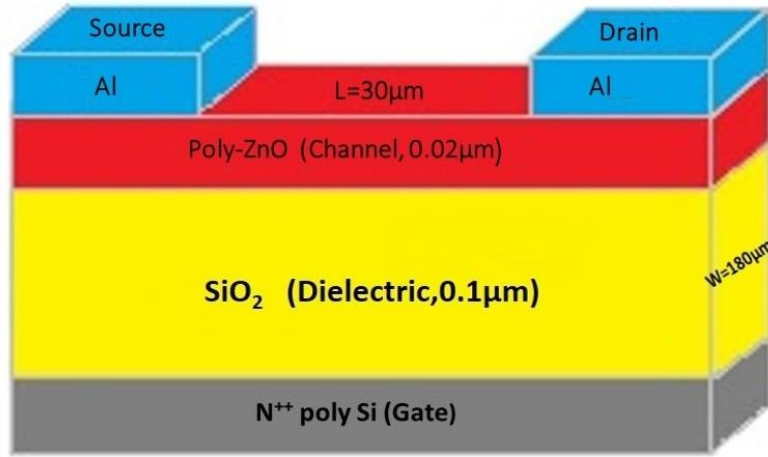 Source
Drain
Al
L=30μm
Al
Poly-ZnO (Channel, 0.02μm)
W=180μm
SiO₂ (Dielectric,0.1μm)
N⁺⁺ poly Si (Gate)